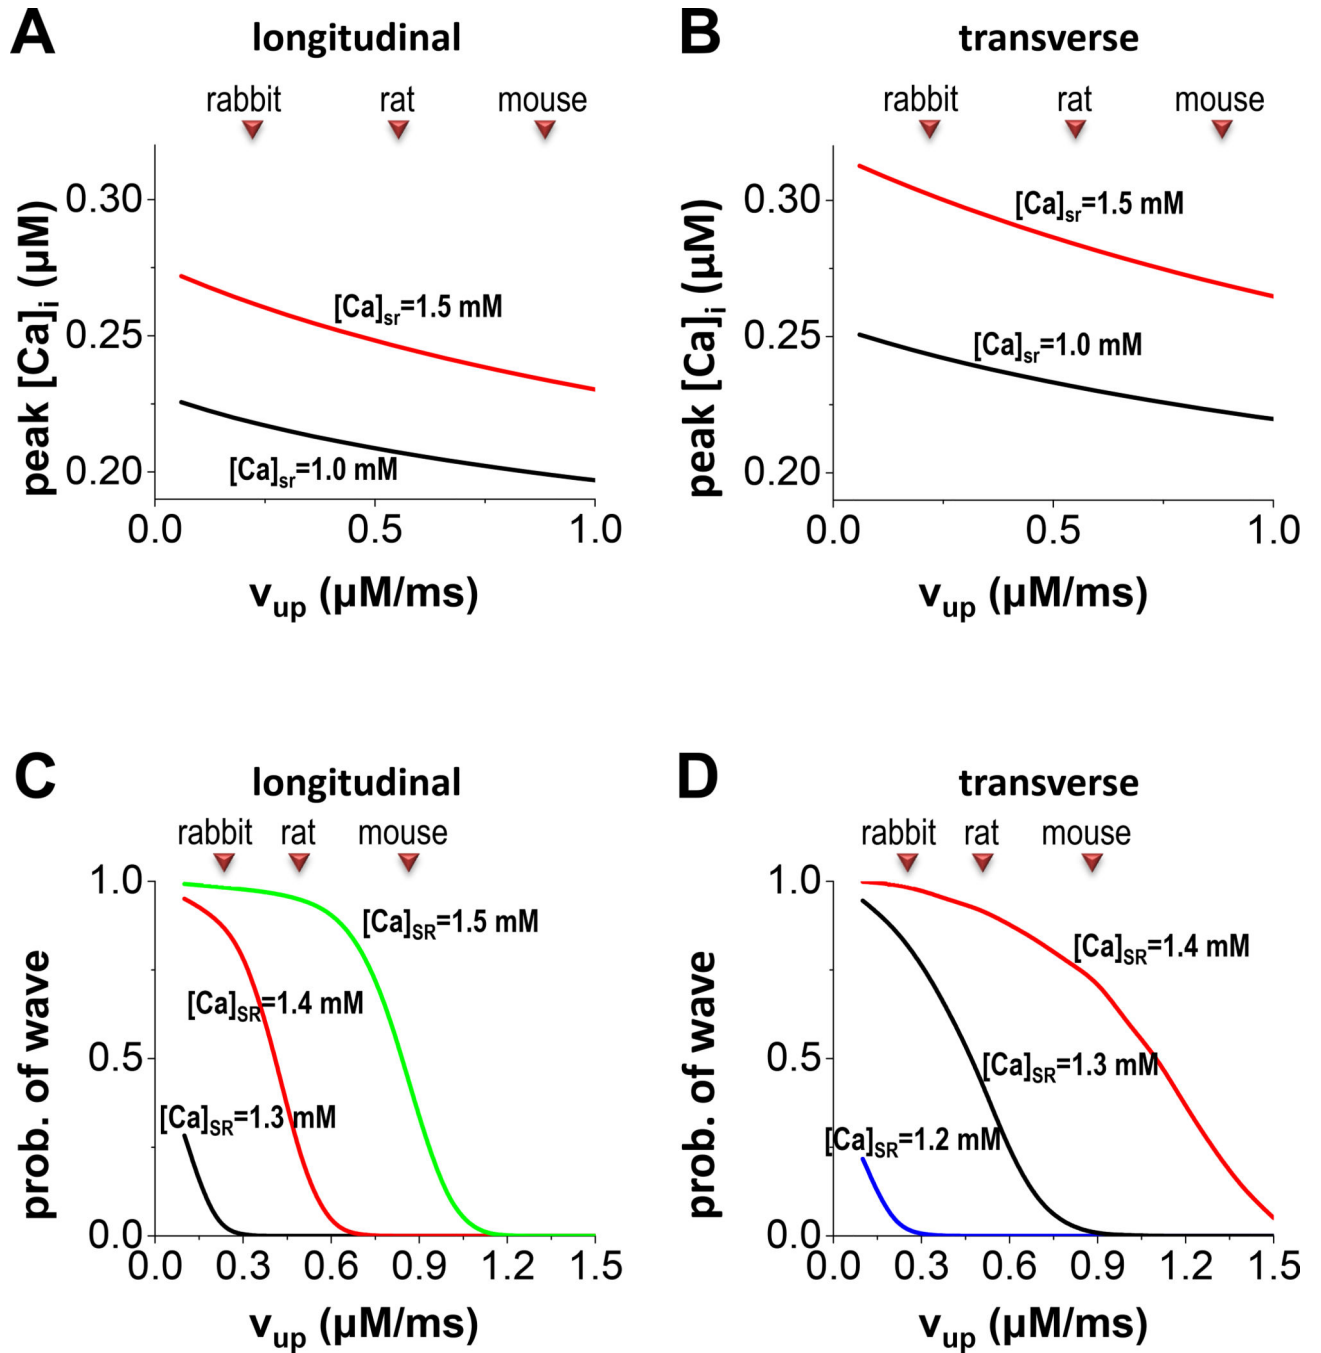 A
longitudinal
rabbit rat mouse
peak [Ca]i (µM)
0.30
0.25
0.20
[Ca]sr=1.5 mM
[Ca]sr=1.0 mM
0.0 0.5 1.0
vup (µM/ms)
B
transverse
rabbit rat mouse
peak [Ca]i (µM)
0.30
0.25
0.20
[Ca]sr=1.5 mM
[Ca]sr=1.0 mM
0.0 0.5 1.0
vup (µM/ms)
C
longitudinal
rabbit rat mouse
prob. of wave
1.0
0.5
0.0
[Ca]SR=1.5 mM
[Ca]SR=1.4 mM
[Ca]SR=1.3 mM
0.0 0.3 0.6 0.9 1.2 1.5
vup (µM/ms)
D
transverse
rabbit rat mouse
prob. of wave
1.0
0.5
0.0
[Ca]SR=1.4 mM
[Ca]SR=1.3 mM
[Ca]SR=1.2 mM
0.0 0.3 0.6 0.9 1.2 1.5
vup (µM/ms)